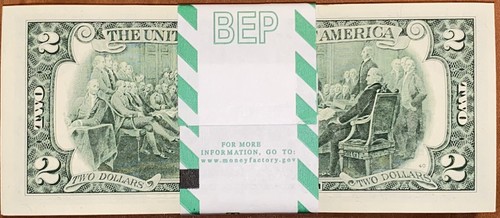 2 THE UNIT BEP AMERICA 2
TWO TWO
FOR MORE
INFORMATION, GO TO:
www.moneyfactory.gov
2 TWO DOLLARS TWO DOLLARS 2